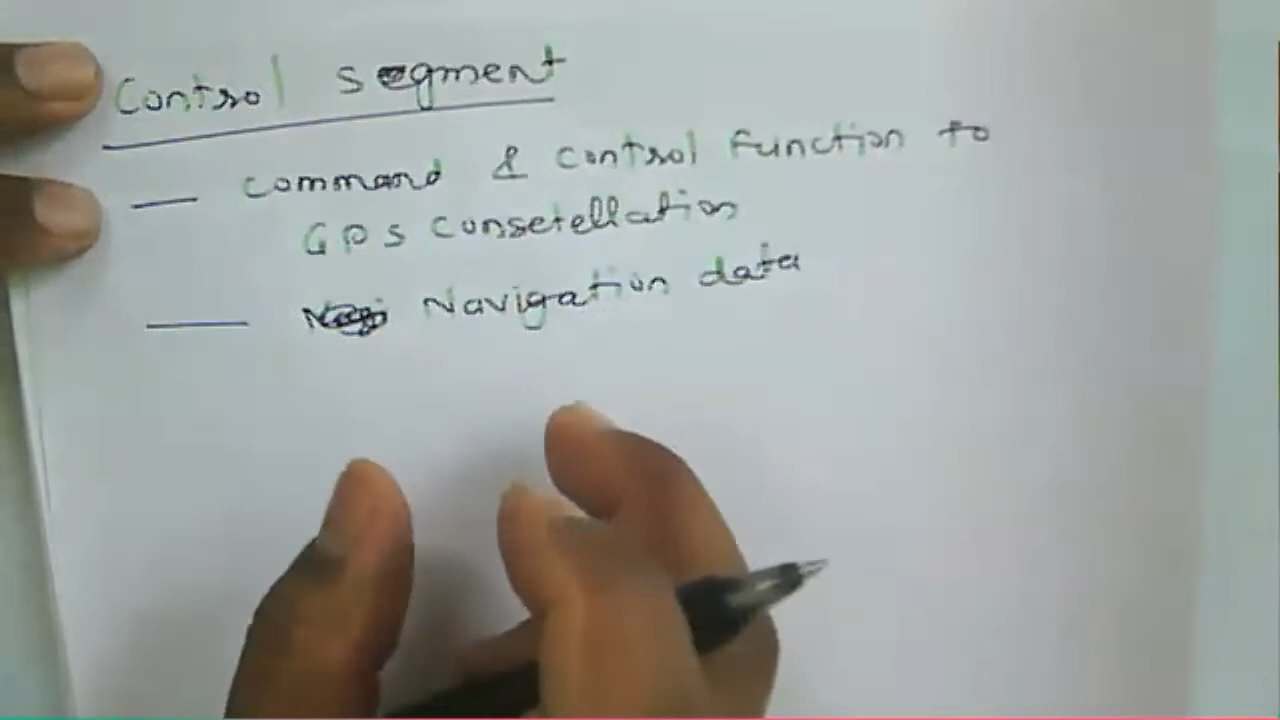 Control segment
— Command & Control Function to
GPS Consetellation
— Navigation data